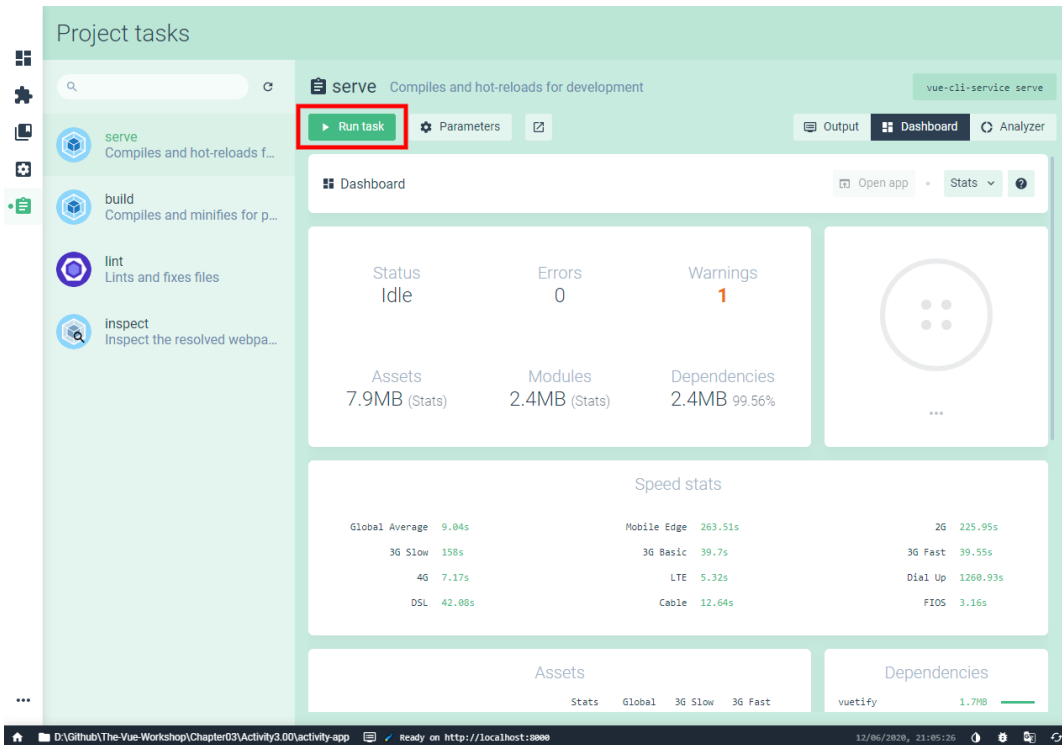 Project tasks
serve
Compiles and hot-reloads f...
build
Compiles and minifies for p...
lint
Lints and fixes files
inspect
Inspect the resolved webpa...
serve Compiles and hot-reloads for development
vue-cli-service serve
Run task Parameters
Output Dashboard Analyzer
Dashboard
Open app Stats
Status Errors Warnings
Idle 0 1
Assets Modules Dependencies
7.9MB (Stats) 2.4MB (Stats) 2.4MB 99.56%
Speed stats
Global Average 9.04s Mobile Edge 263.51s 2G 225.95s
3G Slow 158s 3G Basic 39.7s 3G Fast 39.55s
4G 7.17s LTE 5.32s Dial Up 1260.93s
DSL 42.08s Cable 12.64s FIOS 3.16s
Assets
Stats Global 3G Slow 3G Fast
Dependencies
vuetify 1.7MB
D:\Github\The-Vue-Workshop\Chapter03\Activity3.00\activity-app Ready on http://localhost:8000 12/06/2020, 21:05:26